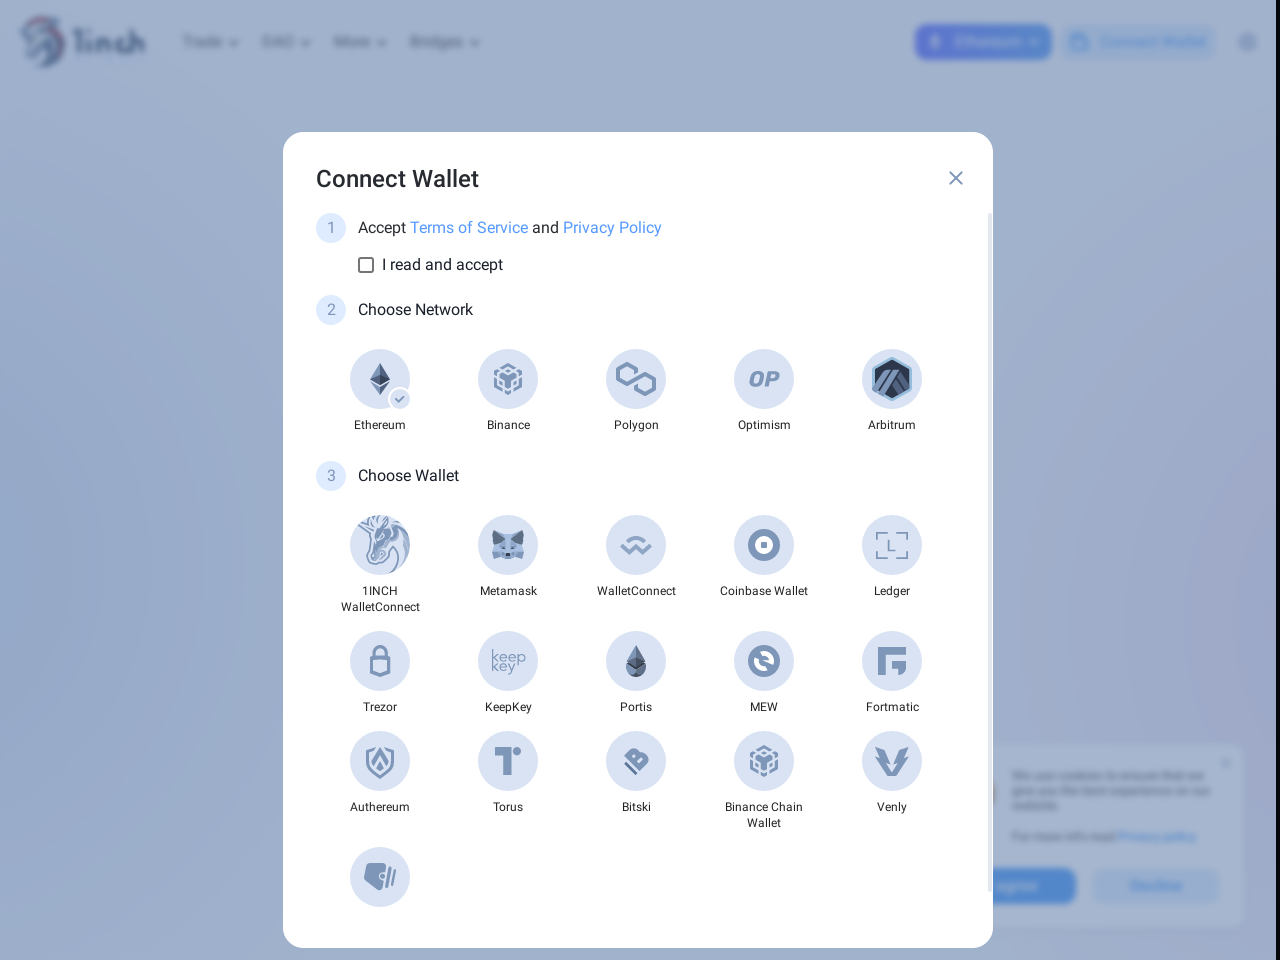 1inch
Trade
DAO
More
Bridges
Ethereum
Connect Wallet
Connect Wallet
1 Accept Terms of Service and Privacy Policy
I read and accept
2 Choose Network
OP
Ethereum
Binance
Polygon
Optimism
Arbitrum
3 Choose Wallet
1INCH
WalletConnect
Metamask
WalletConnect
Coinbase Wallet
L
Ledger
keep
key
Trezor
KeepKey
Portis
MEW
Fortmatic
Authereum
Torus
Bitski
Binance Chain
Wallet
Venly
We use cookies to ensure that we
give you the best experience on our
website.
For more info read Privacy policy
agree
Decline